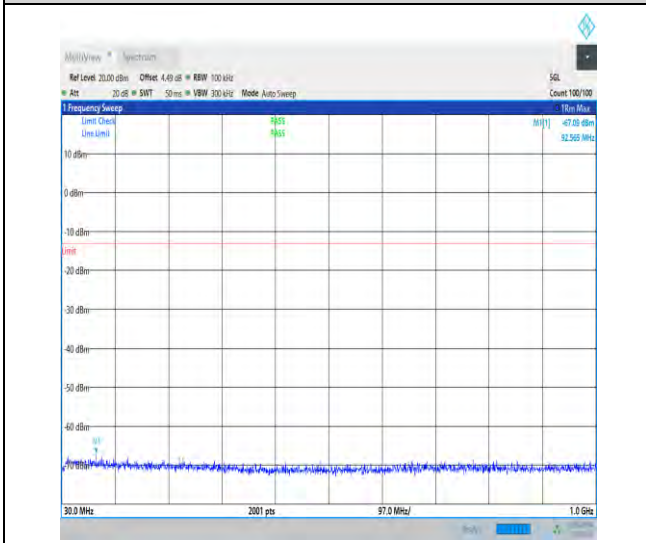 MultiView Spectrum
Ref Level 20.00 dBm Offset 4.49 dB RBW 100 kHz SGL
Att 20 dB SWT 50 ms VBW 300 kHz Mode Auto Sweep Count 100/100
1 Frequency Sweep 1Rm Max
Limit Check PASS M1[1] -67.03 dBm
Line Limit PASS 92.565 MHz
10 dBm
0 dBm
-10 dBm
Limit
-20 dBm
-30 dBm
-40 dBm
-50 dBm
-60 dBm
M1
-70 dBm
30.0 MHz 2001 pts 97.0 MHz/ 1.0 GHz